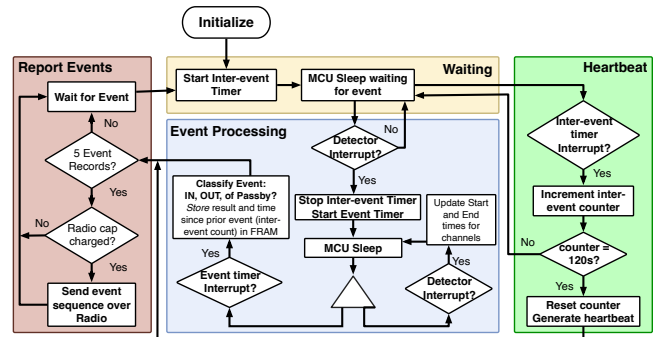 Initialize
Report Events
Wait for Event
No
5 Event
Records?
Yes
No
Radio cap
charged?
Yes
Send event
sequence over
Radio
Waiting
Start Inter-event
Timer
MCU Sleep waiting
for event
Event Processing
No
Detector
Interrupt?
Yes
Classify Event:
IN, OUT, of Passby?
Store result and time
since prior event (inter-
event count) in FRAM
Stop Inter-event Timer
Start Event Timer
Update Start
and End
times for
channels
MCU Sleep
Yes
Event timer
Interrupt?
Yes
Detector
Interrupt?
Heartbeat
Inter-event
timer
Interrupt?
Yes
Increment inter-
event counter
No
counter =
120s?
Yes
Reset counter
Generate heartbeat